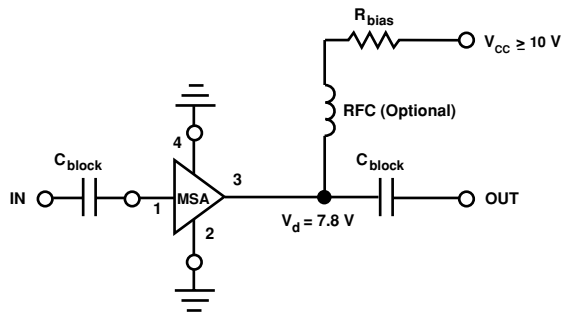 R_bias
V_CC ≥ 10 V
RFC (Optional)
4
C_block
C_block
3
IN
MSA
OUT
1
2
V_d = 7.8 V